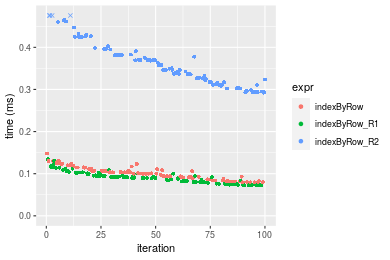 0.4
0.3
0.2
0.1
0.0
time (ms)
0
25
50
75
100
iteration
expr
indexByRow
indexByRow_R1
indexByRow_R2